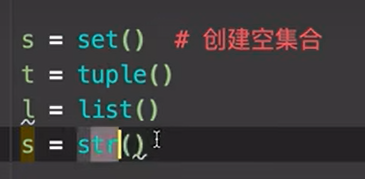 s = set()  # 创建空集合
t = tuple()
l = list()
s = str()